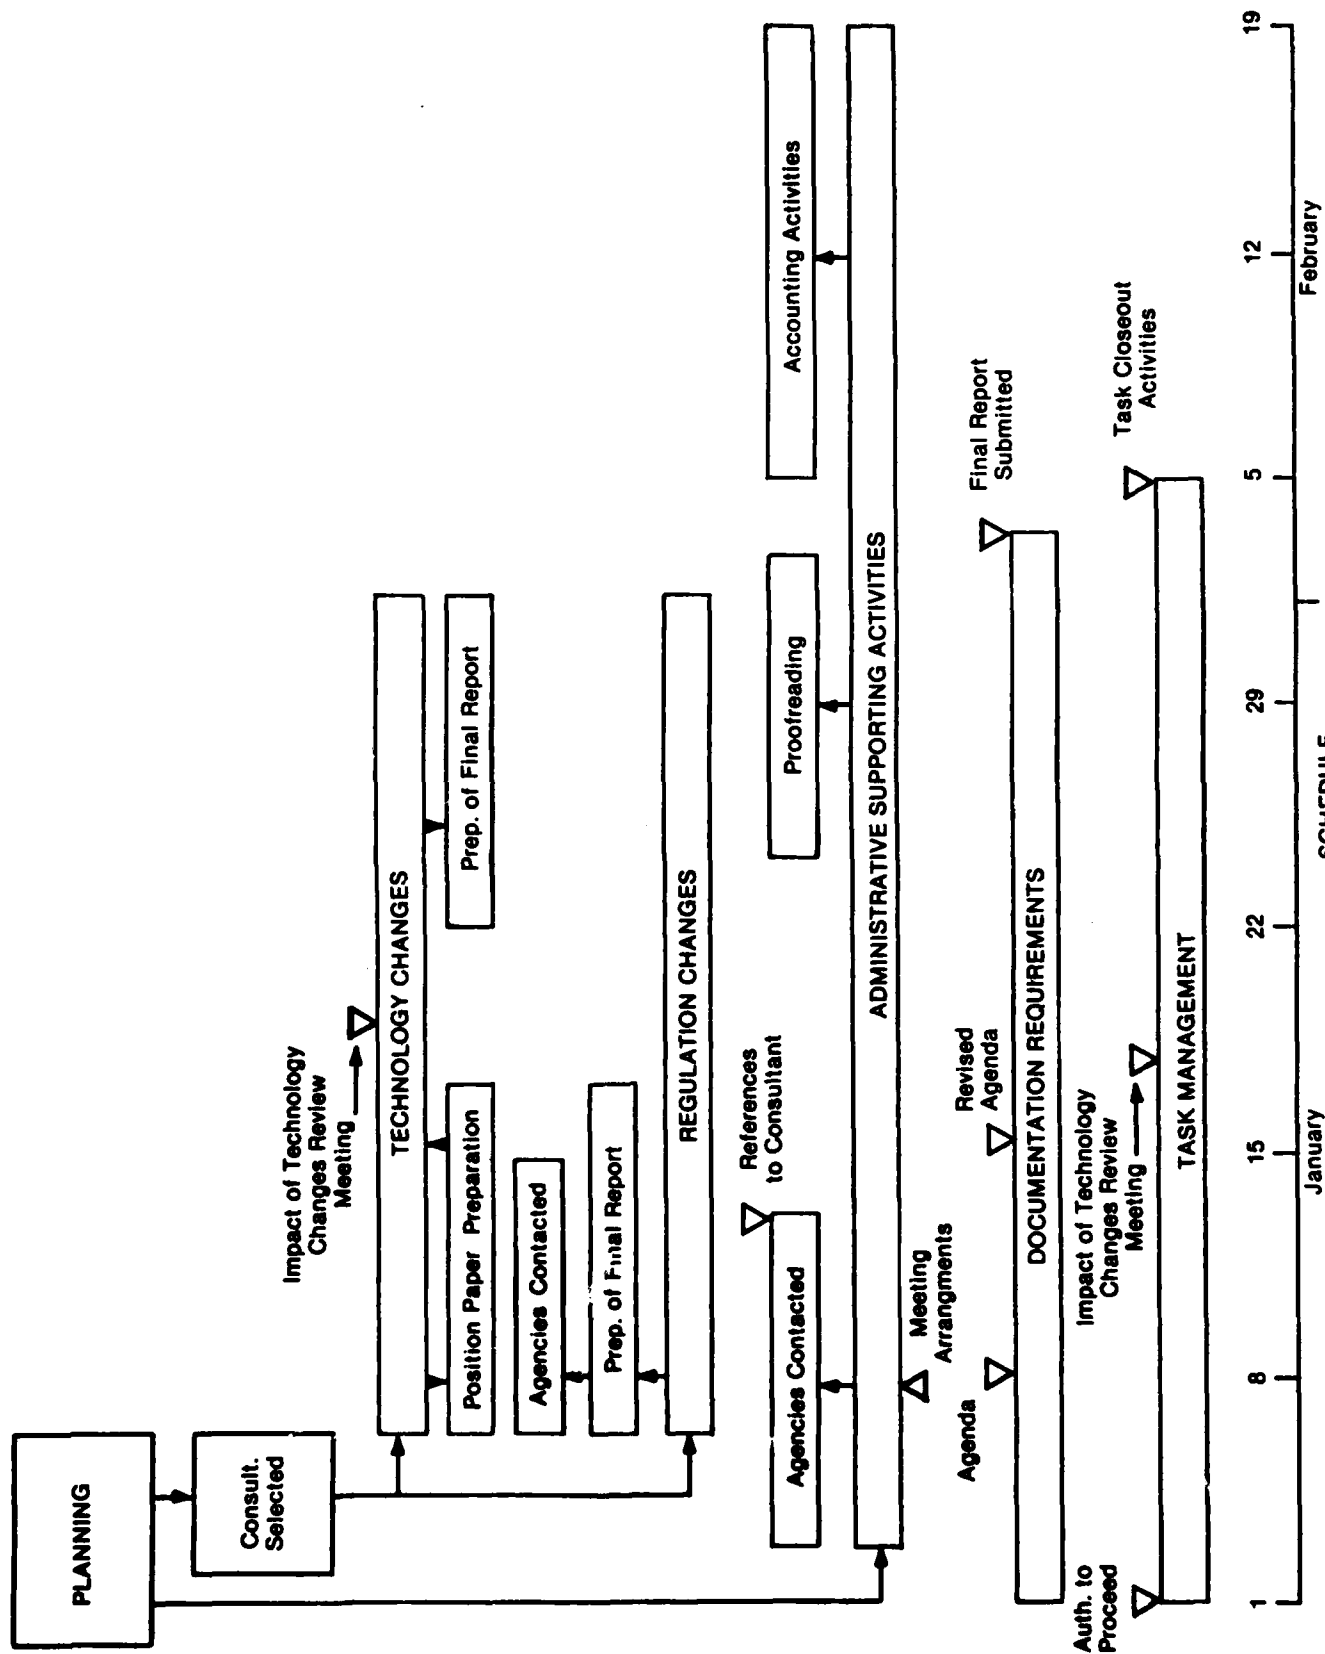 PLANNING
Consult.
Selected
Impact of Technology
Changes Review
Meeting
TECHNOLOGY CHANGES
Position Paper Preparation
Prep. of Final Report
Agencies Contacted
Prep. of Final Report
REGULATION CHANGES
References
to Consultant
Agencies Contacted
Proofreading
Accounting Activities
ADMINISTRATIVE SUPPORTING ACTIVITIES
Meeting
Arrangments
Agenda
Revised
Agenda
Final Report
Submitted
DOCUMENTATION REQUIREMENTS
Auth. to
Proceed
Impact of Technology
Changes Review
Meeting
Task Closeout
Activities
TASK MANAGEMENT
1 8 15 22 29 5 12 19
January February
SCHEDULE